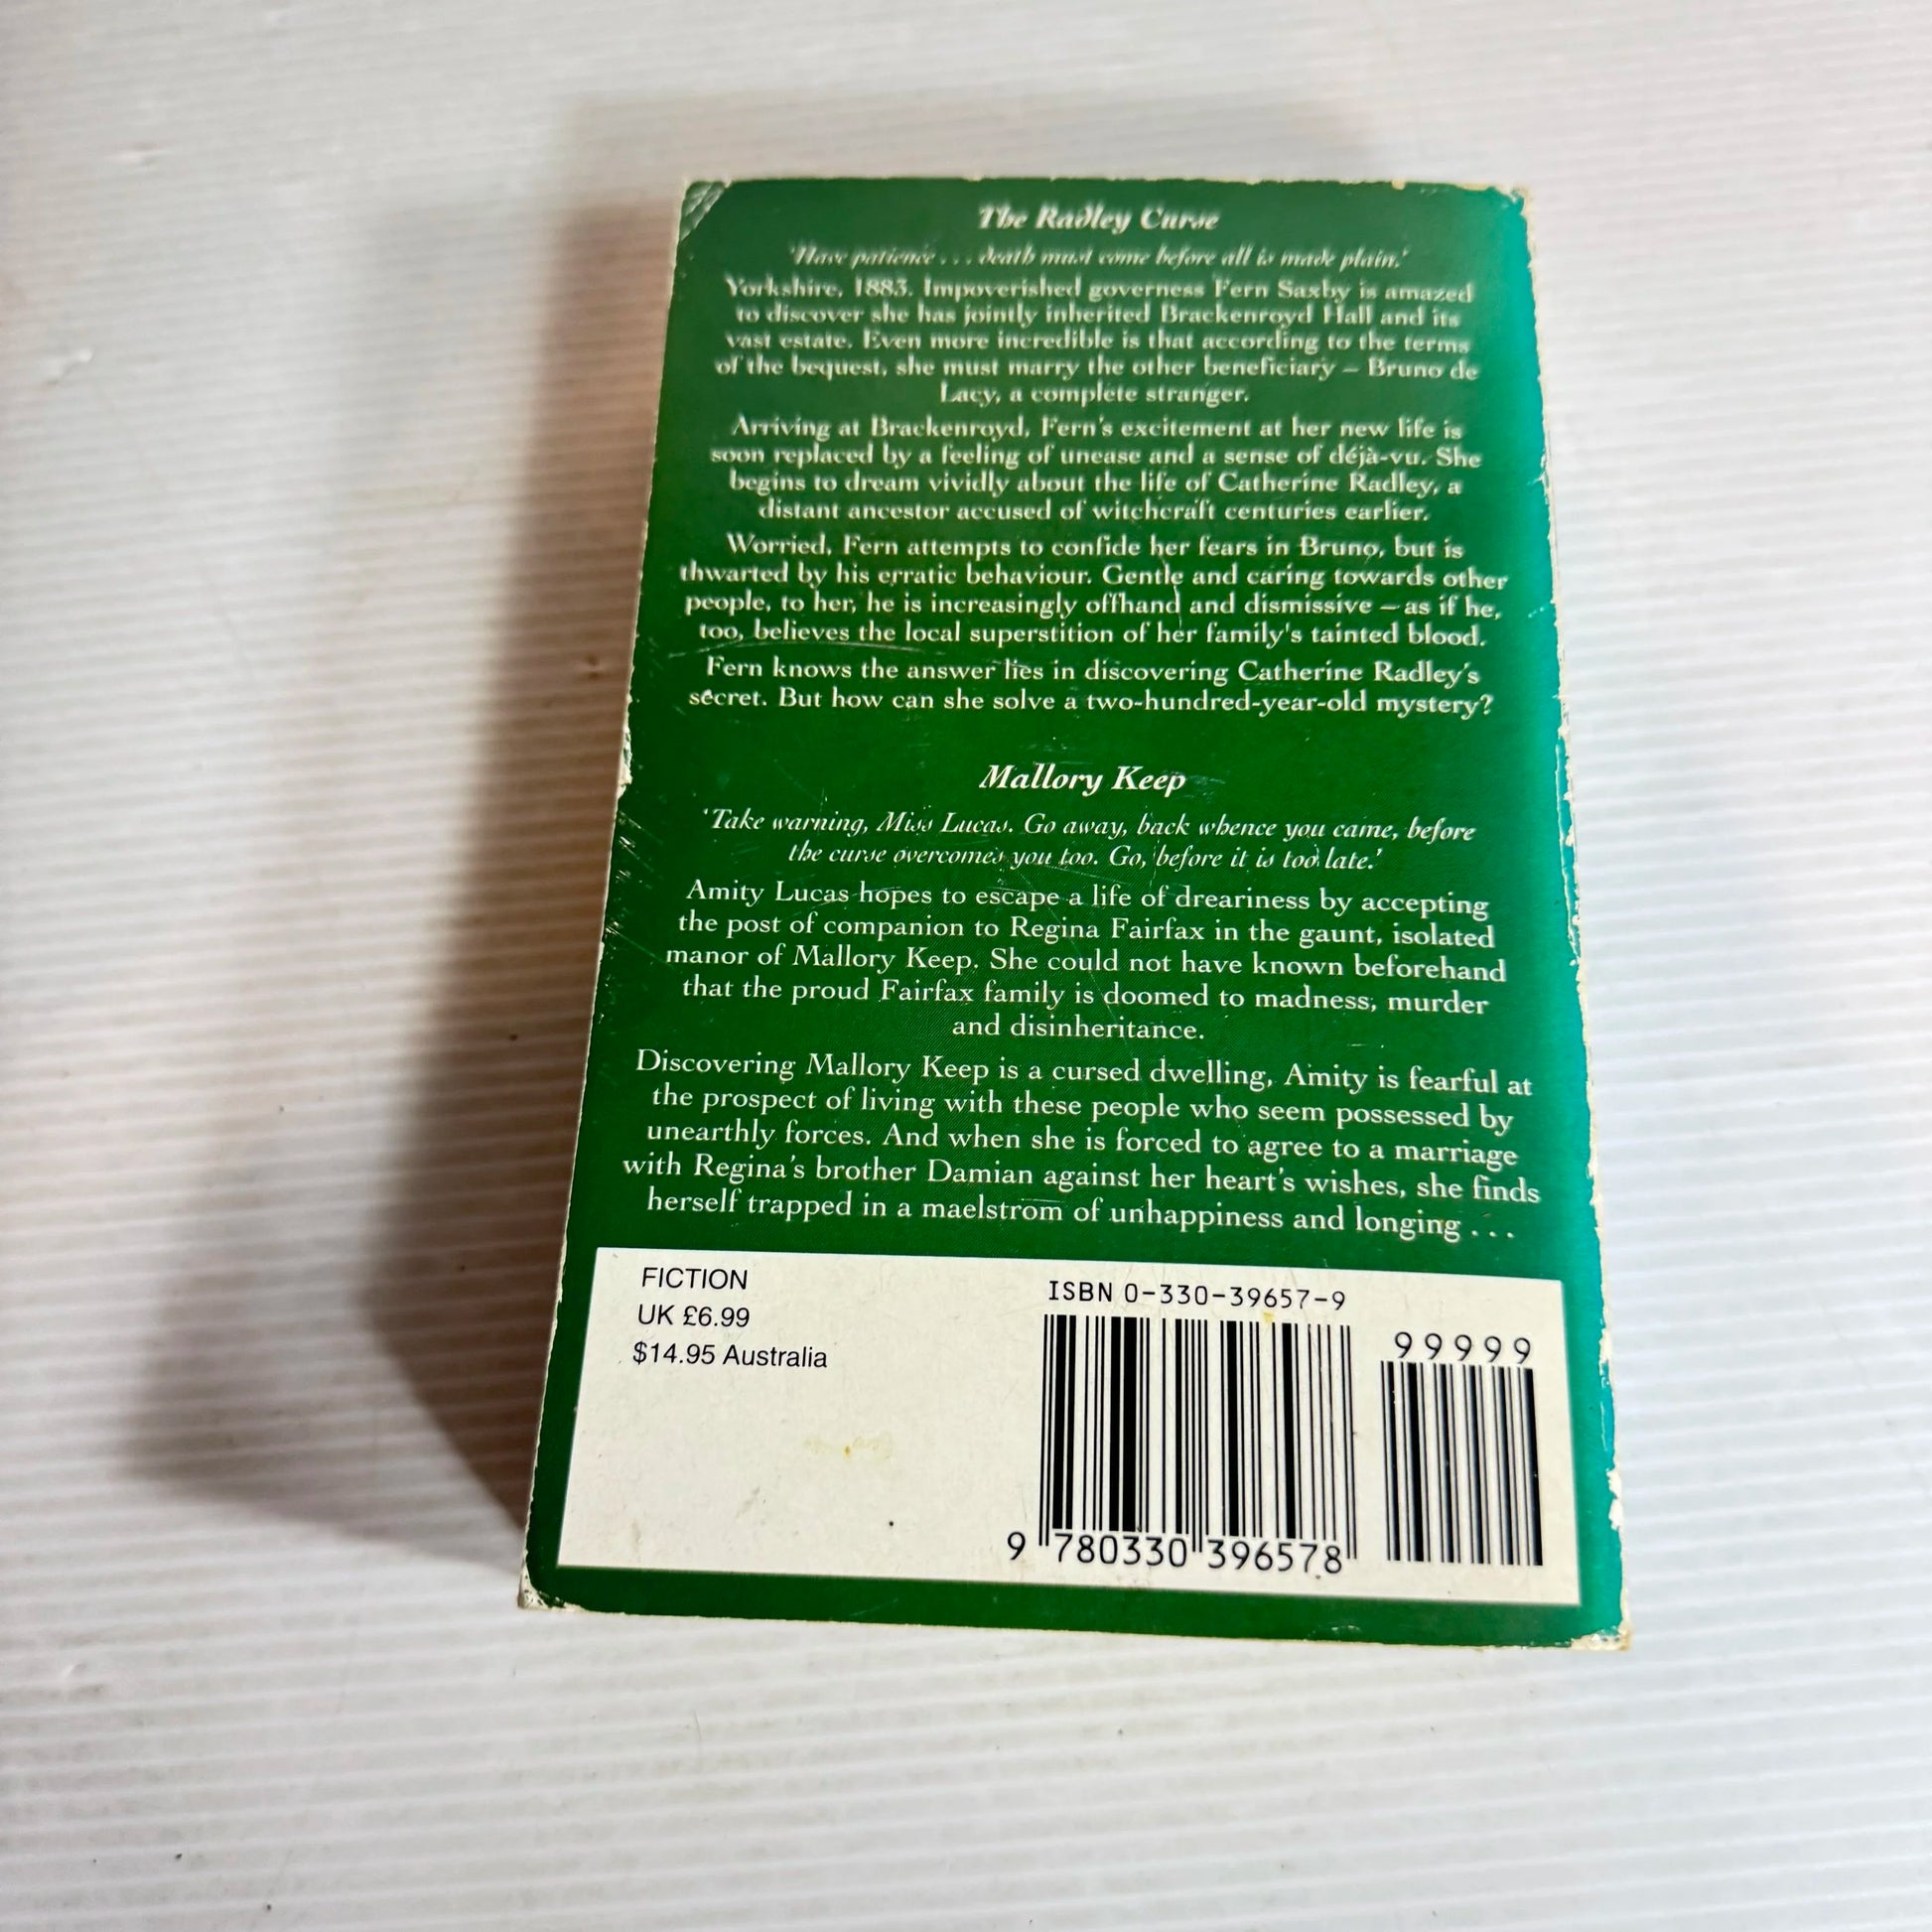 The Radley Curse
'Have patience . . . death must come before all is made plain.'
Yorkshire, 1883. Impoverished governess Fern Saxby is amazed
to discover she has jointly inherited Brackenroyd Hall and its
vast estate. Even more incredible is that according to the terms
of the bequest, she must marry the other beneficiary – Bruno de
Lacy, a complete stranger.
Arriving at Brackenroyd, Fern's excitement at her new life is
soon replaced by a feeling of unease and a sense of déjà-vu. She
begins to dream vividly about the life of Catherine Radley, a
distant ancestor accused of witchcraft centuries earlier.
Worried, Fern attempts to confide her fears in Bruno, but is
thwarted by his erratic behaviour. Gentle and caring towards other
people, to her, he is increasingly offhand and dismissive – as if he,
too, believes the local superstition of her family's tainted blood.
Fern knows the answer lies in discovering Catherine Radley's
secret. But how can she solve a two-hundred-year-old mystery?
Mallory Keep
'Take warning, Miss Lucas. Go away, back whence you came, before
the curse overcomes you too. Go, before it is too late.'
Amity Lucas hopes to escape a life of dreariness by accepting
the post of companion to Regina Fairfax in the gaunt, isolated
manor of Mallory Keep. She could not have known beforehand
that the proud Fairfax family is doomed to madness, murder
and disinheritance.
Discovering Mallory Keep is a cursed dwelling, Amity is fearful at
the prospect of living with these people who seem possessed by
unearthly forces. And when she is forced to agree to a marriage
with Regina's brother Damian against her heart's wishes, she finds
herself trapped in a maelstrom of unhappiness and longing . . .
FICTION
UK £6.99
$14.95 Australia
ISBN 0-330-39657-9
99999
9 780330 396578